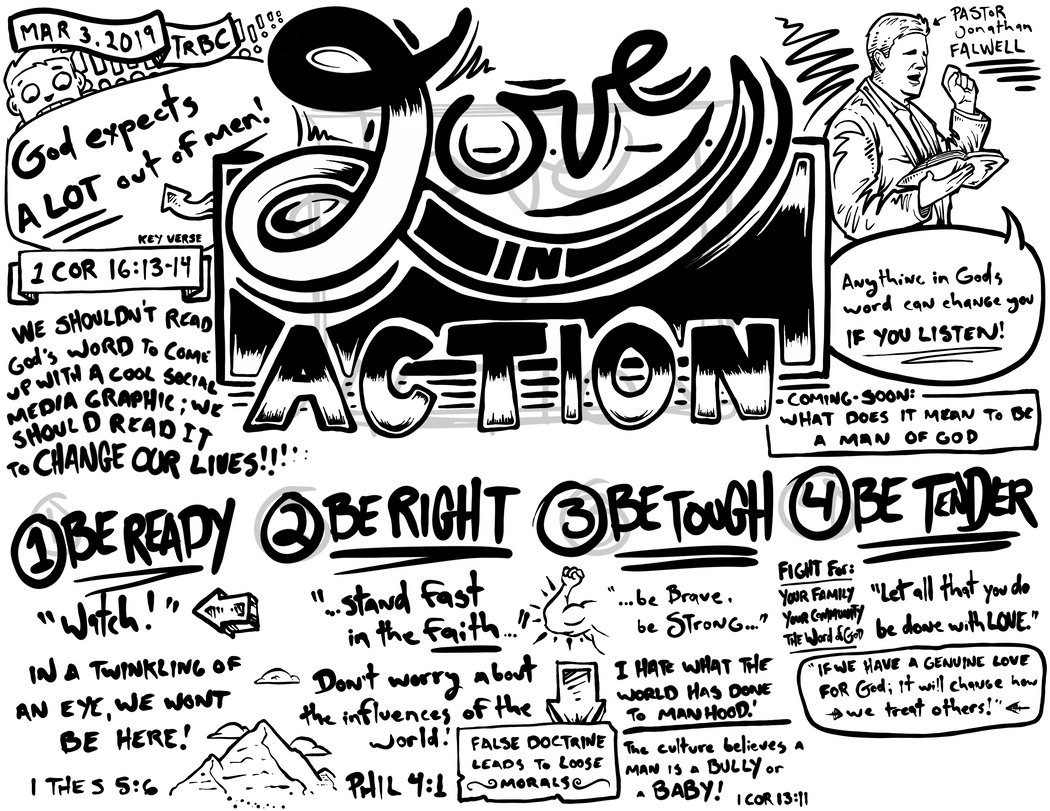 MAR 3, 2019
TRBC
God expects
A LOT out of men!
KEY VERSE
1 COR 16:13-14
WE SHOULDN'T READ
God's WORD TO COME
UP WITH A COOL SOCIAL
MEDIA GRAPHIC; WE
SHOULD READ IT
TO CHANGE OUR LIVES!!!
Love
IN
ACTION
PASTOR
Jonathan
FALWELL
Anything in Gods
word can change you
IF YOU LISTEN!
COMING SOON:
WHAT DOES IT MEAN TO BE
A MAN OF GOD
1 BE READY
"Watch!"
IN A TWINKLING OF
AN EYE, WE WONT
BE HERE!
1 THES 5:6
2 BE RIGHT
"...stand fast
in the faith...
Don't worry about
the influences of the
world!
PHIL 4:1
FALSE DOCTRINE
LEADS TO LOOSE
MORALS
3 BE TOUGH
"...be Brave,
be STRONG..."
I HATE WHAT THE
WORLD HAS DONE
TO MANHOOD!
The culture believes a
MAN IS A BULLY or
A BABY!
1 COR 13:11
4 BE TENDER
FIGHT For:
YOUR FAMILY
Your Community
The Word of God
"Let all that you do
be done with LOVE."
"IF WE HAVE A GENUINE LOVE
FOR God; it will change how
we treat others!"